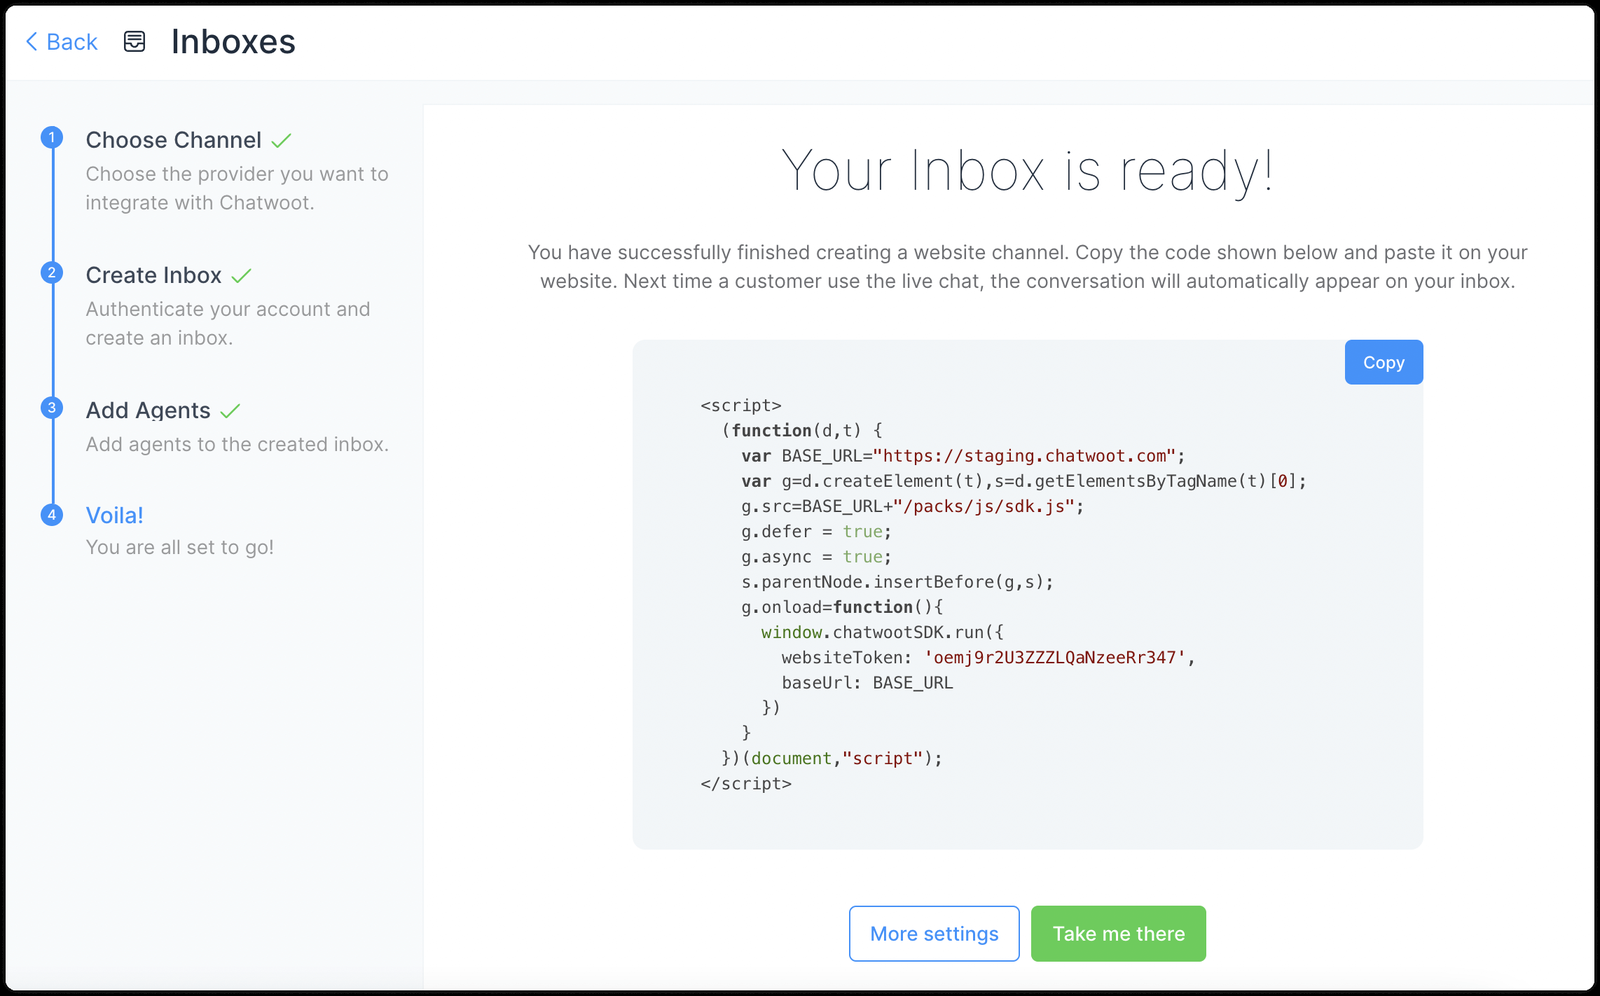 Back
Inboxes
1
Choose Channel
Choose the provider you want to
integrate with Chatwoot.
2
Create Inbox
Authenticate your account and
create an inbox.
3
Add Agents
Add agents to the created inbox.
4
Voila!
You are all set to go!
Your Inbox is ready!
You have successfully finished creating a website channel. Copy the code shown below and paste it on your
website. Next time a customer use the live chat, the conversation will automatically appear on your inbox.
Copy
<script>
  (function(d,t) {
    var BASE_URL="https://staging.chatwoot.com";
    var g=d.createElement(t),s=d.getElementsByTagName(t)[0];
    g.src=BASE_URL+"/packs/js/sdk.js";
    g.defer = true;
    g.async = true;
    s.parentNode.insertBefore(g,s);
    g.onload=function(){
      window.chatwootSDK.run({
        websiteToken: 'oemj9r2U3ZZZLQaNzeeRr347',
        baseUrl: BASE_URL
      })
    }
  })(document,"script");
</script>
More settings
Take me there